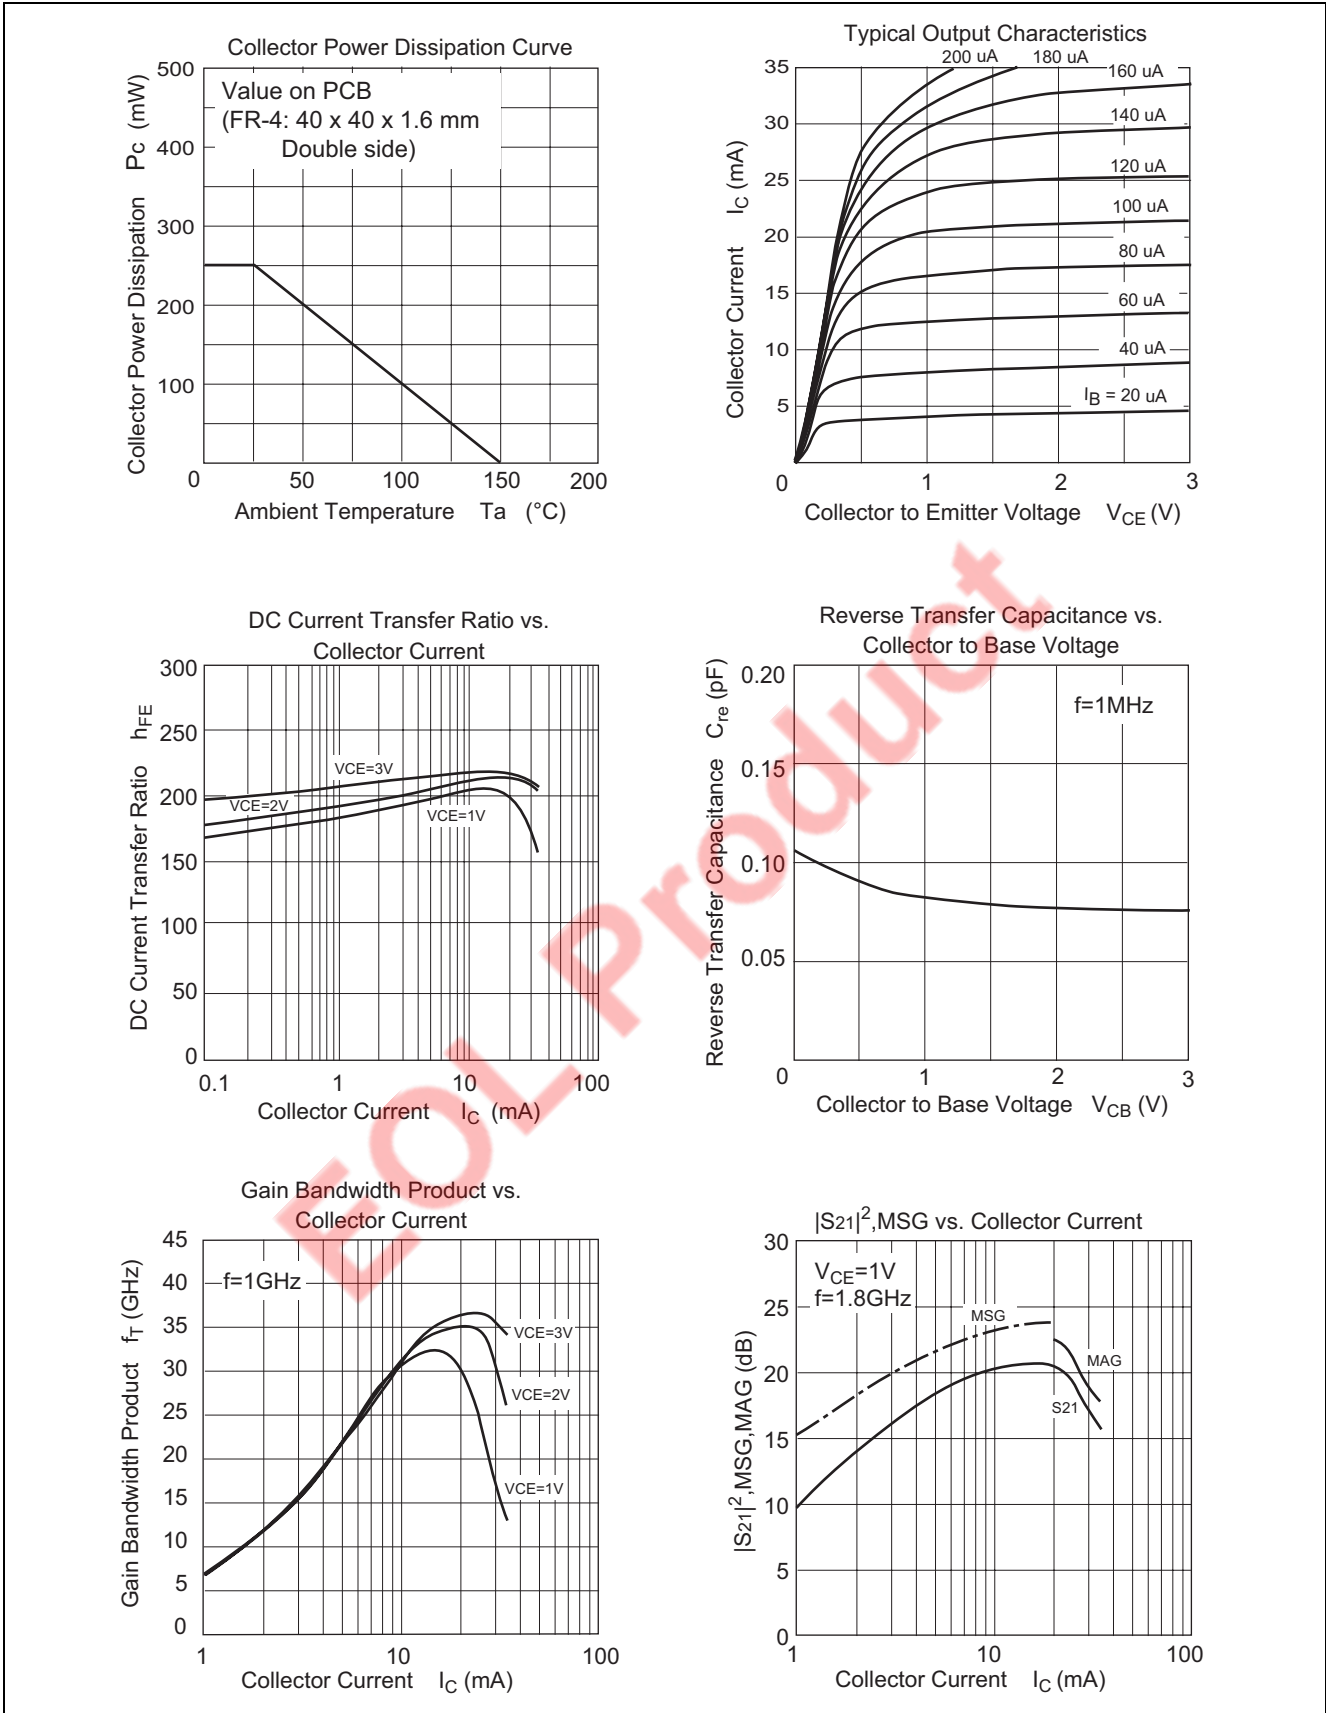 Collector Power Dissipation Curve
Collector Power Dissipation Pc (mW)
500
400
300
200
100
0
50
100
150
200
Value on PCB
(FR-4: 40 x 40 x 1.6 mm
Double side)
Ambient Temperature Ta (°C)
Typical Output Characteristics
Collector Current IC (mA)
35
30
25
20
15
10
5
0
1
2
3
200 uA
180 uA
160 uA
140 uA
120 uA
100 uA
80 uA
60 uA
40 uA
IB = 20 uA
Collector to Emitter Voltage VCE (V)
DC Current Transfer Ratio vs.
Collector Current
DC Current Transfer Ratio hFE
300
250
200
150
100
50
0
0.1
1
10
100
VCE=3V
VCE=2V
VCE=1V
Collector Current IC (mA)
Reverse Transfer Capacitance vs.
Collector to Base Voltage
Reverse Transfer Capacitance Cre (pF)
0.20
0.15
0.10
0.05
0
1
2
3
f=1MHz
Collector to Base Voltage VCB (V)
Gain Bandwidth Product vs.
Collector Current
Gain Bandwidth Product fT (GHz)
45
40
35
30
25
20
15
10
5
0
1
10
100
f=1GHz
VCE=3V
VCE=2V
VCE=1V
Collector Current IC (mA)
|S21|²,MSG vs. Collector Current
|S21|²,MSG,MAG (dB)
30
25
20
15
10
5
0
1
10
100
VCE=1V
f=1.8GHz
MSG
MAG
S21
Collector Current IC (mA)
EOL Product